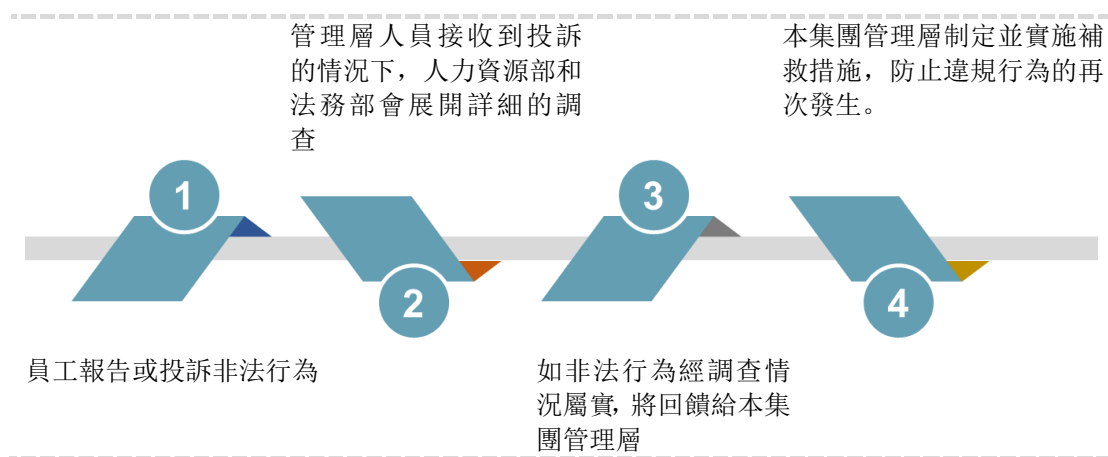 管理層人員接收到投訴
的情況下，人力資源部和
法務部會展開詳細的調
查
本集團管理層制定並實施補
救措施，防止違規行為的再
次發生。
1
2
3
4
員工報告或投訴非法行為
如非法行為經調查情
況屬實，將回饋給本集
團管理層